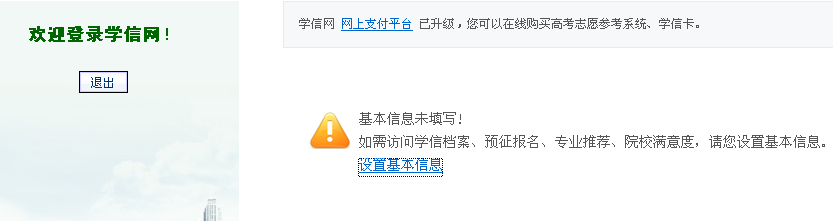 欢迎登录学信网!
退出
学信网 网上支付平台 已升级,您可以在线购买高考志愿参考系统、学信卡。
基本信息未填写!
如需访问学信档案、预征报名、专业推荐、院校满意度,请您设置基本信息。
设置基本信息